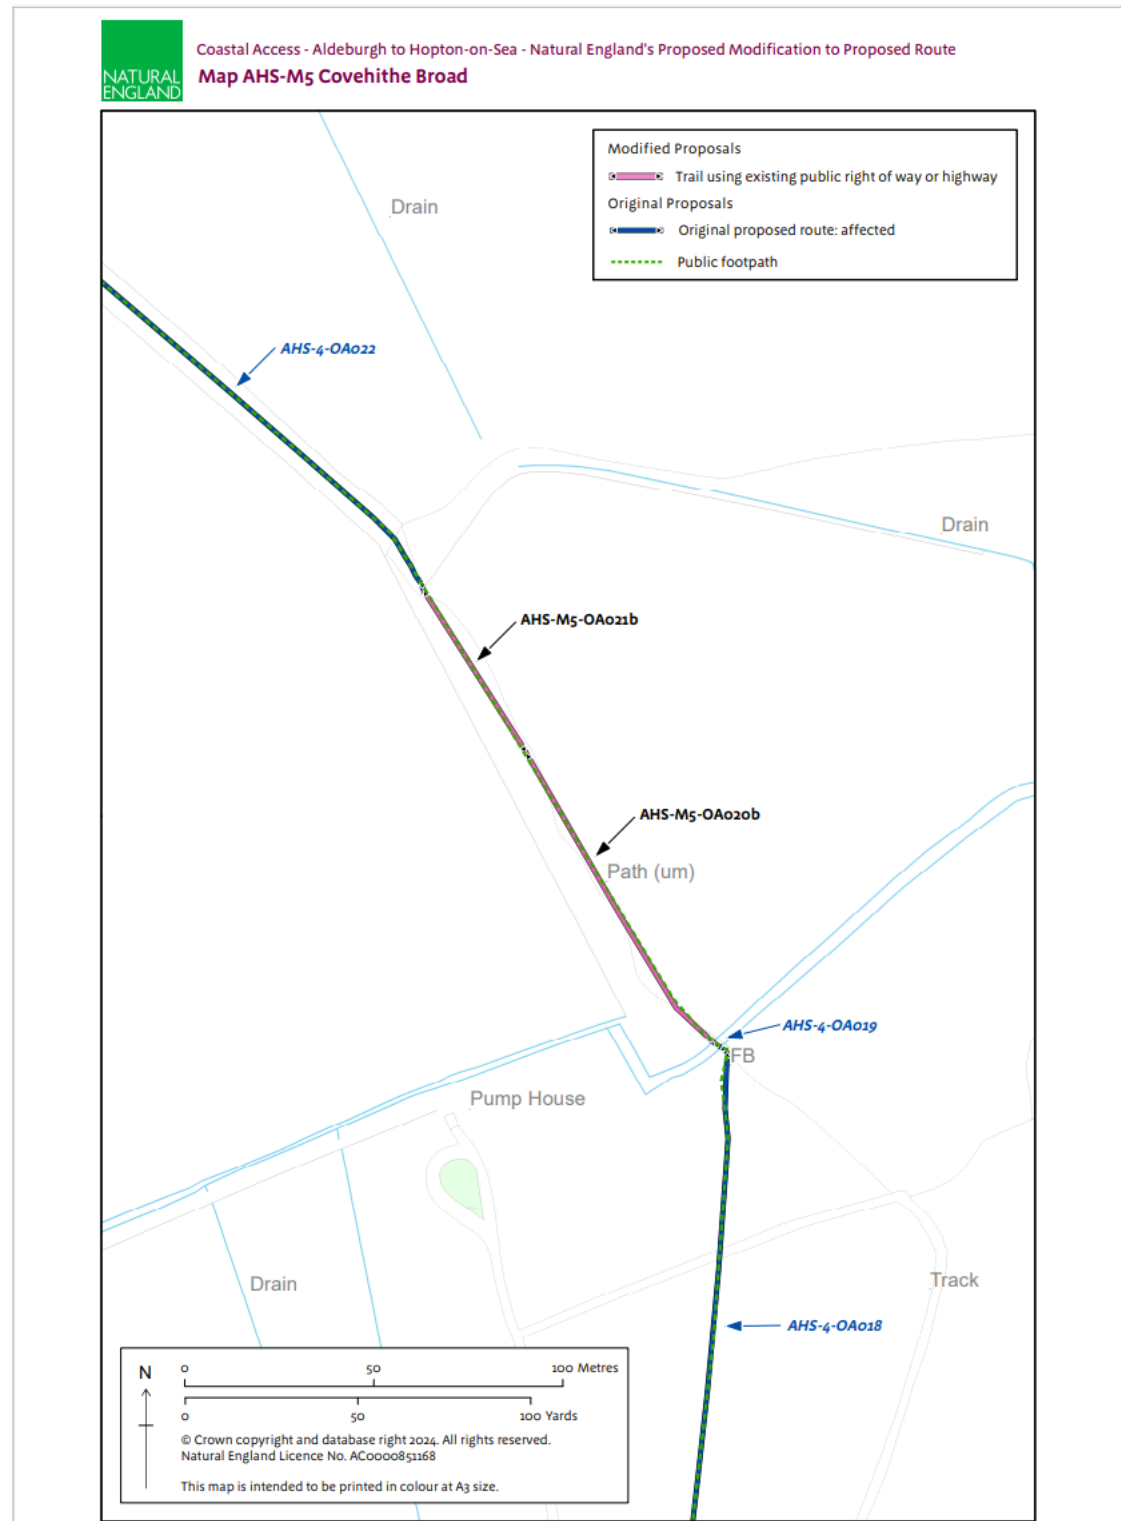 NATURAL
ENGLAND
Coastal Access - Aldeburgh to Hopton-on-Sea - Natural England's Proposed Modification to Proposed Route
Map AHS-M5 Covehithe Broad
Modified Proposals
Trail using existing public right of way or highway
Original Proposals
Original proposed route: affected
Public footpath
Drain
AHS-4-OA022
Drain
AHS-M5-OA021b
AHS-M5-OA020b
Path (um)
AHS-4-OA019
FB
Pump House
Drain
Track
AHS-4-OA018
N
0 50 100 Metres
0 50 100 Yards
© Crown copyright and database right 2024. All rights reserved.
Natural England Licence No. AC0000851168
This map is intended to be printed in colour at A3 size.